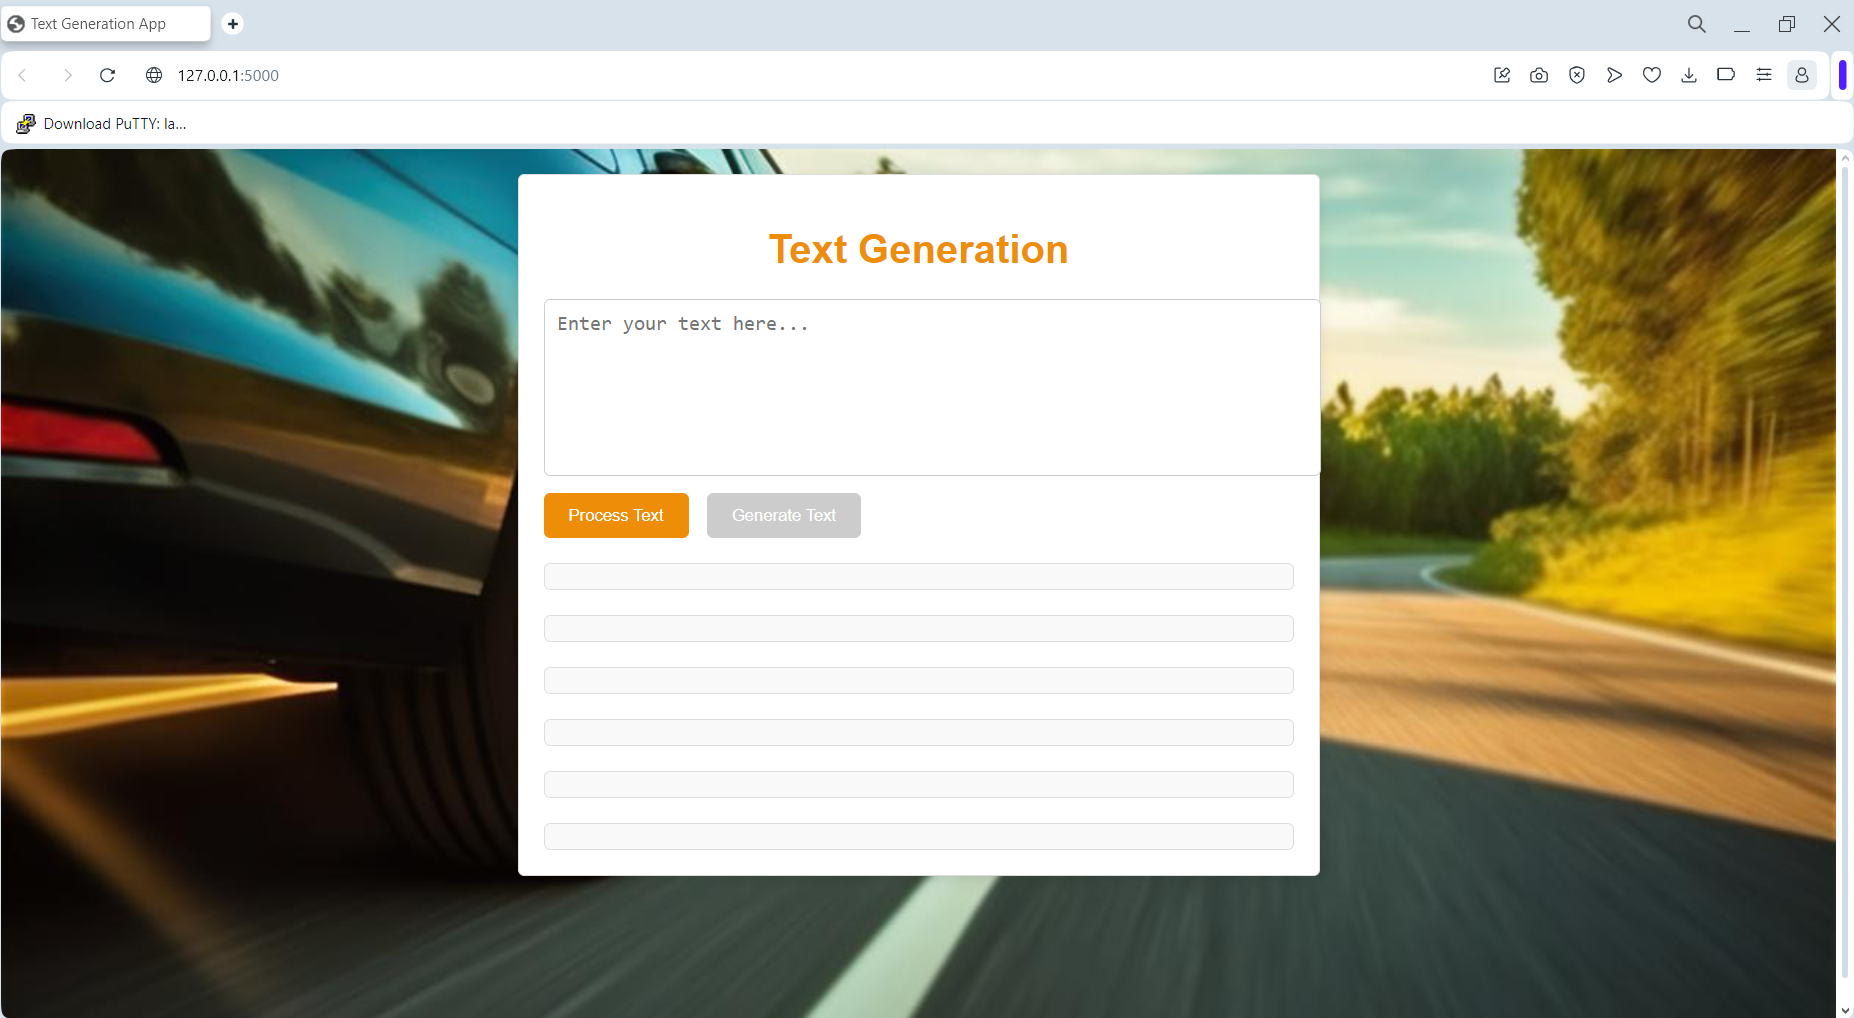 Text Generation App
127.0.0.1:5000
Download PuTTY: la...
Text Generation
Enter your text here...
Process Text
Generate Text